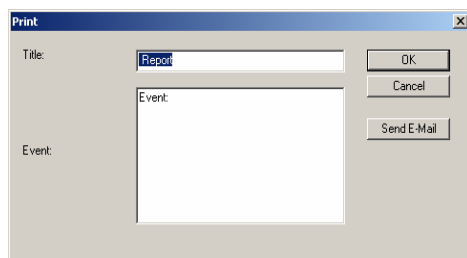 Print
Title:
Report
OK
Cancel
Event:
Send E-Mail
Event: